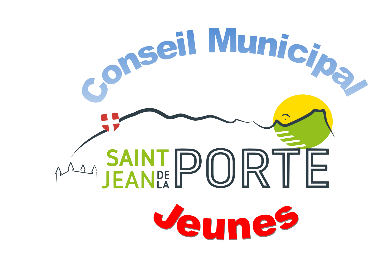 Conseil Municipal
SAINT JEAN DE LA PORTE
Jeunes